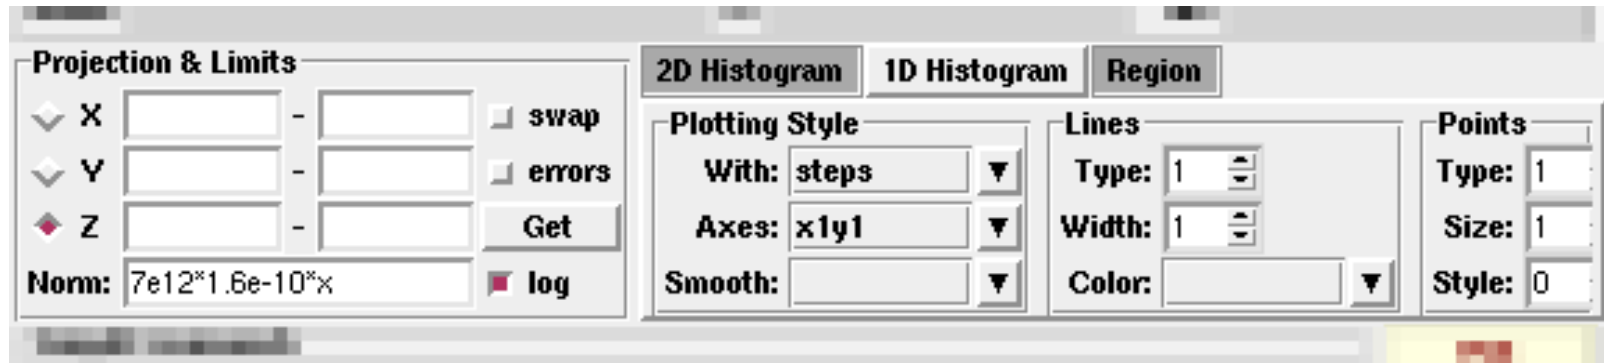 Projection & Limits
X - swap
Y - errors
Z - Get
Norm: 7e12*1.6e-10*x log
2D Histogram 1D Histogram Region
Plotting Style
With: steps
Axes: x1y1
Smooth:
Lines
Type: 1
Width: 1
Color:
Points
Type: 1
Size: 1
Style: 0